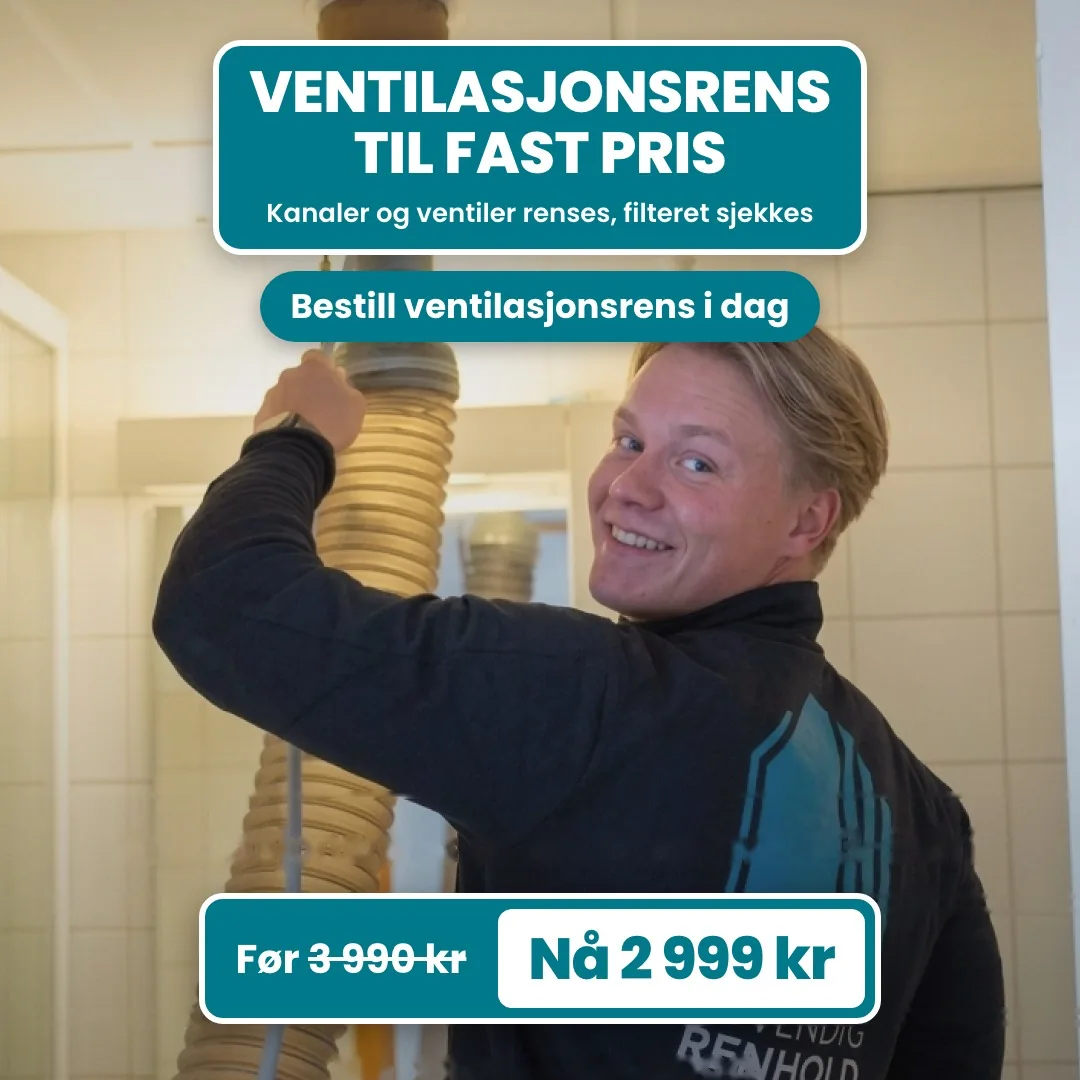 VENTILASJONSRENS
TIL FAST PRIS
Kanaler og ventiler renses, filteret sjekkes
Bestill ventilasjonsrens i dag
Før 3 990 kr
Nå 2 999 kr
RENHOLD